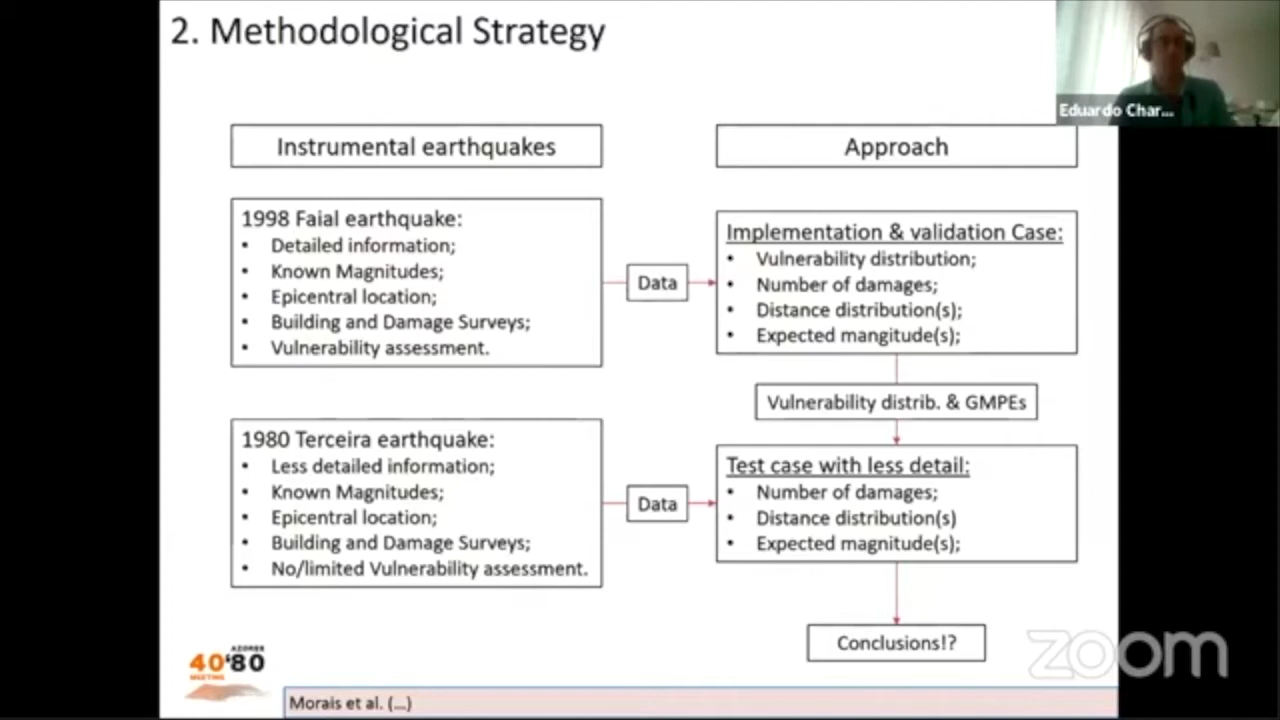 2. Methodological Strategy
Eduardo Char...
Instrumental earthquakes
Approach
1998 Faial earthquake:
• Detailed information;
• Known Magnitudes;
• Epicentral location;
• Building and Damage Surveys;
• Vulnerability assessment.
Data
Implementation & validation Case:
• Vulnerability distribution;
• Number of damages;
• Distance distribution(s);
• Expected mangitude(s);
Vulnerability distrib. & GMPEs
1980 Terceira earthquake:
• Less detailed information;
• Known Magnitudes;
• Epicentral location;
• Building and Damage Surveys;
• No/limited Vulnerability assessment.
Data
Test case with less detail:
• Number of damages;
• Distance distribution(s)
• Expected magnitude(s);
Conclusions!?
AZORES
40'80
MEETING
zoom
Morais et al. (...)